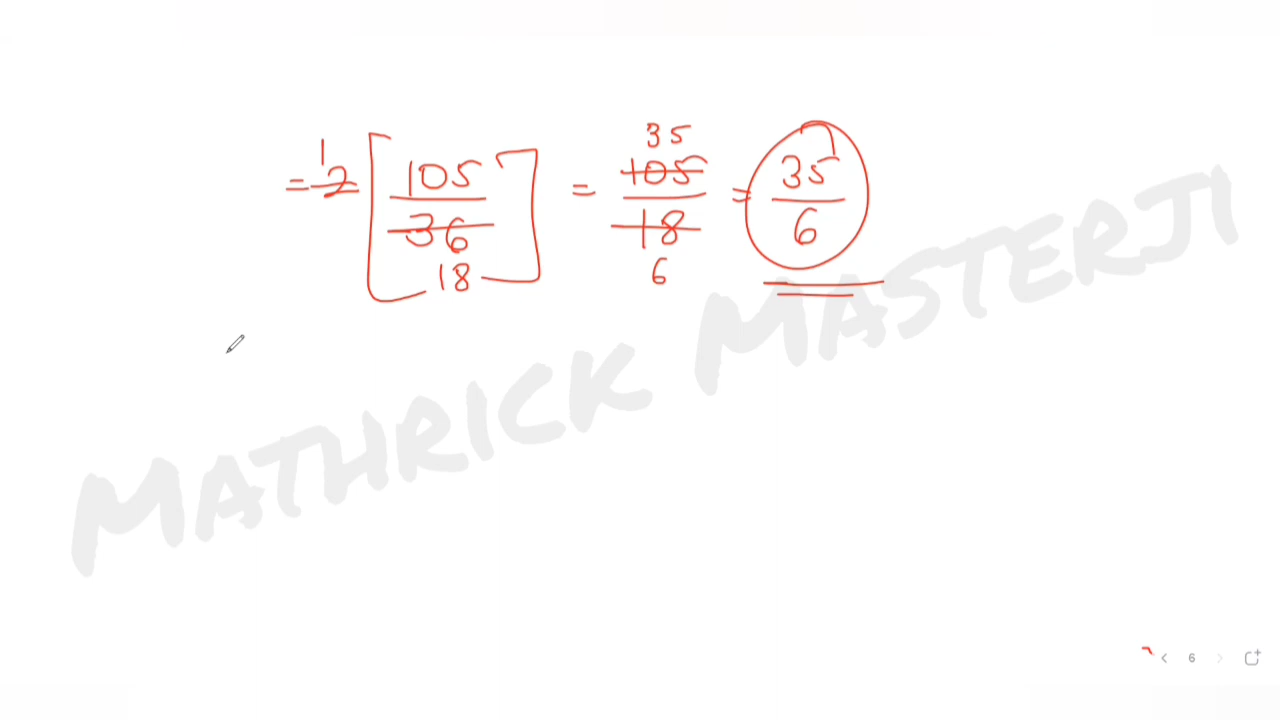 = 2 1 [ 105 / 36 18 ] = 105 35 / 18 6 = 35 / 6
MATHRICK MASTERJI
< 6 >